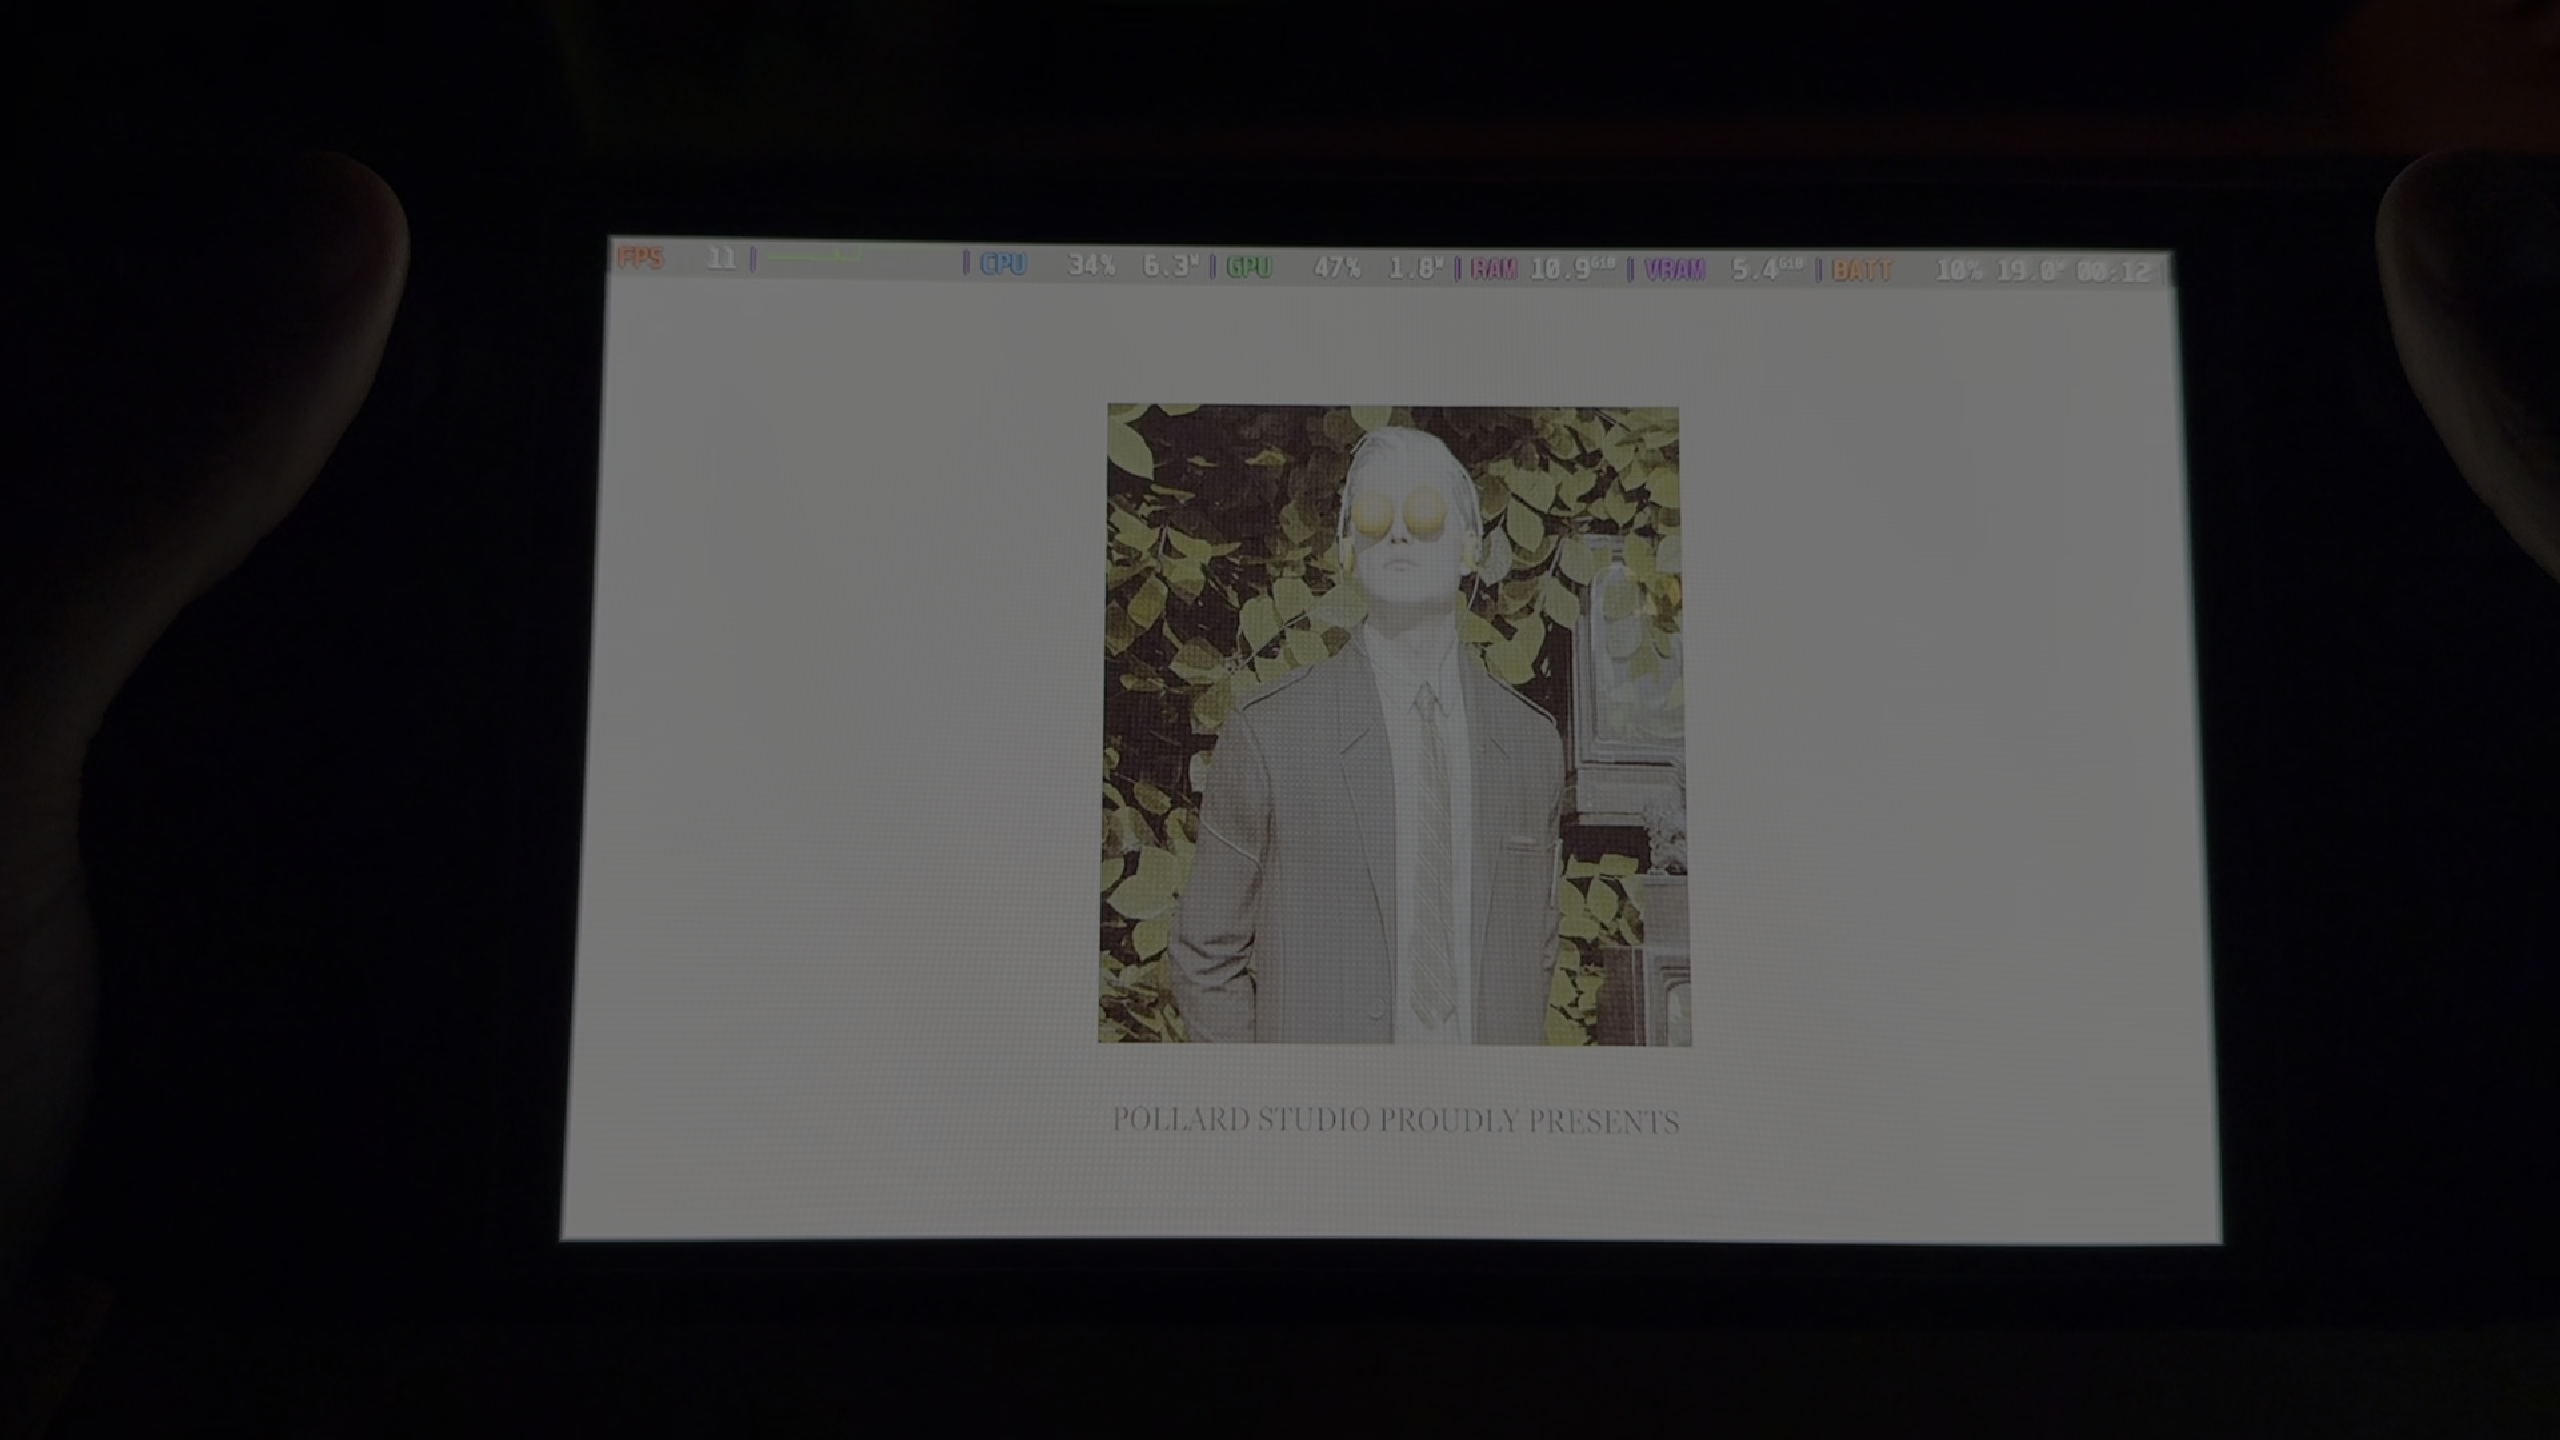 FPS 11 | | CPU 34% 6.3W | GPU 47% 1.8W | RAM 10.9GiB | VRAM 5.4GiB | BATT 10% 19.0W 00:12
POLLARD STUDIO PROUDLY PRESENTS